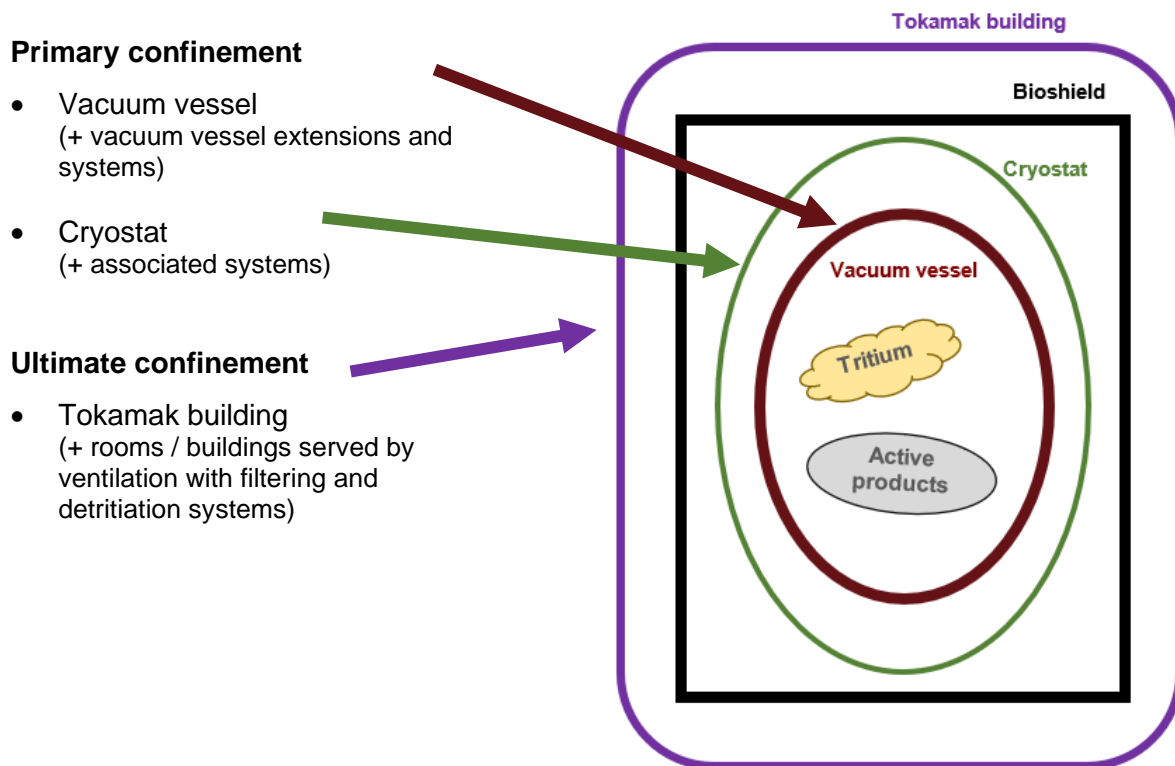 Primary confinement
• Vacuum vessel
(+ vacuum vessel extensions and
systems)
• Cryostat
(+ associated systems)
Ultimate confinement
• Tokamak building
(+ rooms / buildings served by
ventilation with filtering and
detritiation systems)
Tokamak building
Bioshield
Cryostat
Vacuum vessel
Tritium
Active
products